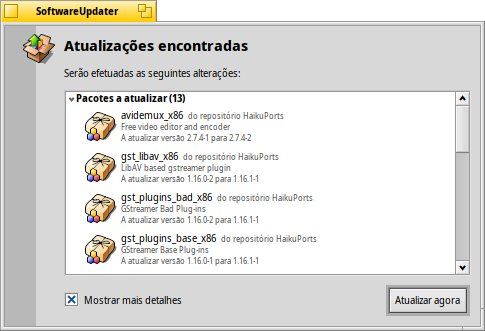 SoftwareUpdater
Atualizações encontradas
Serão efetuadas as seguintes alterações:
Pacotes a atualizar (13)
avidemux_x86 do repositório HaikuPorts
Free video editor and encoder
A atualizar versão 2.7.4-1 para 2.7.4-2
gst_libav_x86 do repositório HaikuPorts
LibAV based gstreamer plugin
A atualizar versão 1.16.0-2 para 1.16.1-1
gst_plugins_bad_x86 do repositório HaikuPorts
GStreamer Bad Plug-ins
A atualizar versão 1.16.0-2 para 1.16.1-1
gst_plugins_base_x86 do repositório HaikuPorts
GStreamer Base Plug-ins
A atualizar versão 1.16.0-1 para 1.16.1-1
Mostrar mais detalhes
Atualizar agora